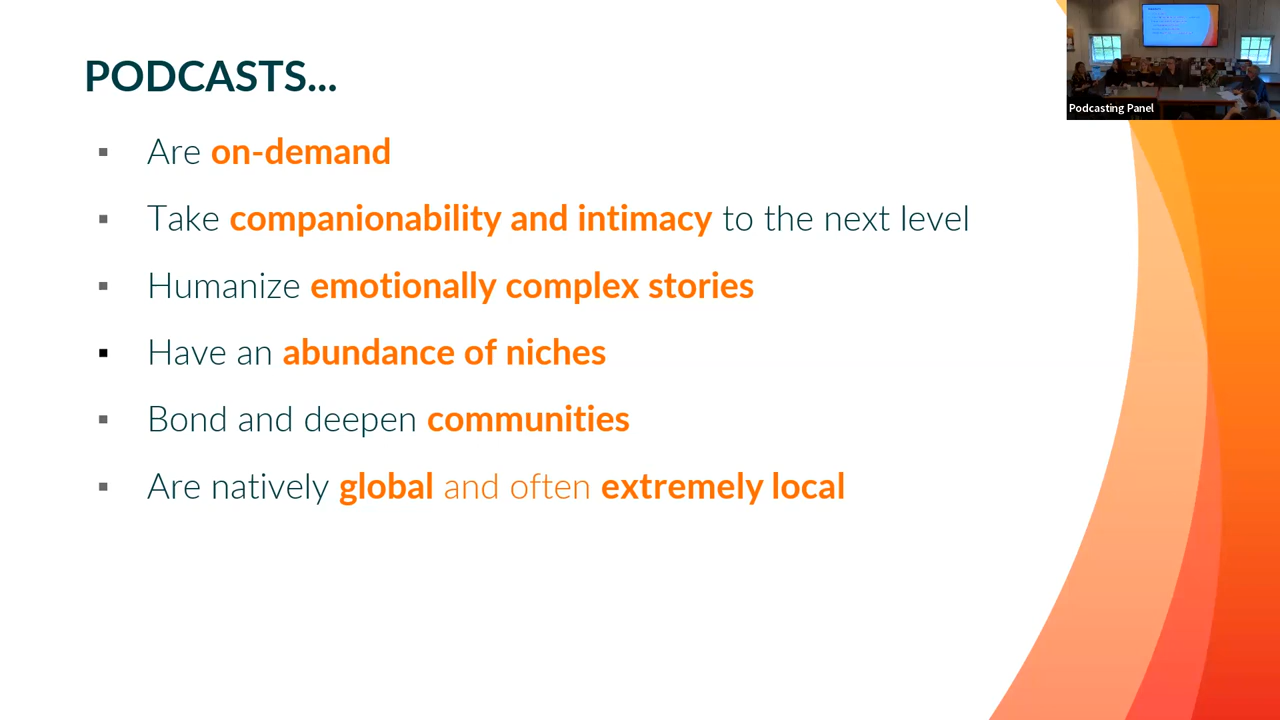 PODCASTS...
▪ Are on-demand
▪ Take companionability and intimacy to the next level
▪ Humanize emotionally complex stories
▪ Have an abundance of niches
▪ Bond and deepen communities
▪ Are natively global and often extremely local
Podcasting Panel